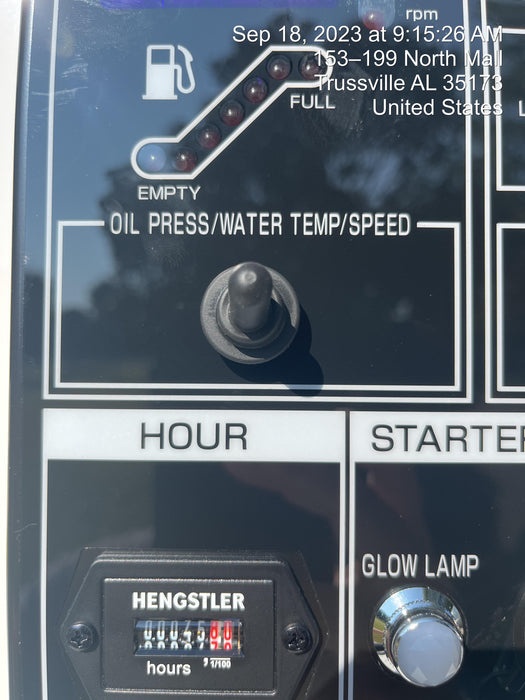 rpm
Sep 18, 2023 at 9:15:26 AM
153–199 North Mall
Trussville AL 35173
United States
FULL
EMPTY
OIL PRESS/WATER TEMP/SPEED
HOUR
STARTE
GLOW LAMP
HENGSTLER
hours
1/100